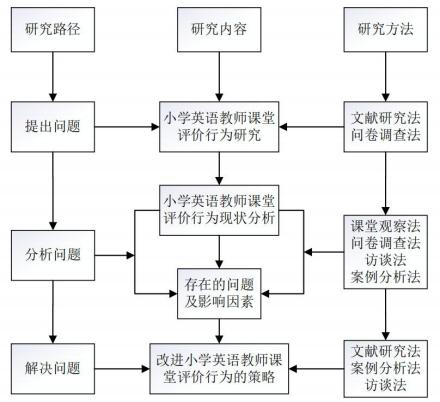 研究路径
研究内容
研究方法
提出问题
小学英语教师课堂
评价行为研究
文献研究法
问卷调查法
小学英语教师课堂
评价行为现状分析
分析问题
课堂观察法
问卷调查法
访谈法
案例分析法
存在的问题
及影响因素
解决问题
改进小学英语教师课
堂评价行为的策略
文献研究法
案例分析法
访谈法